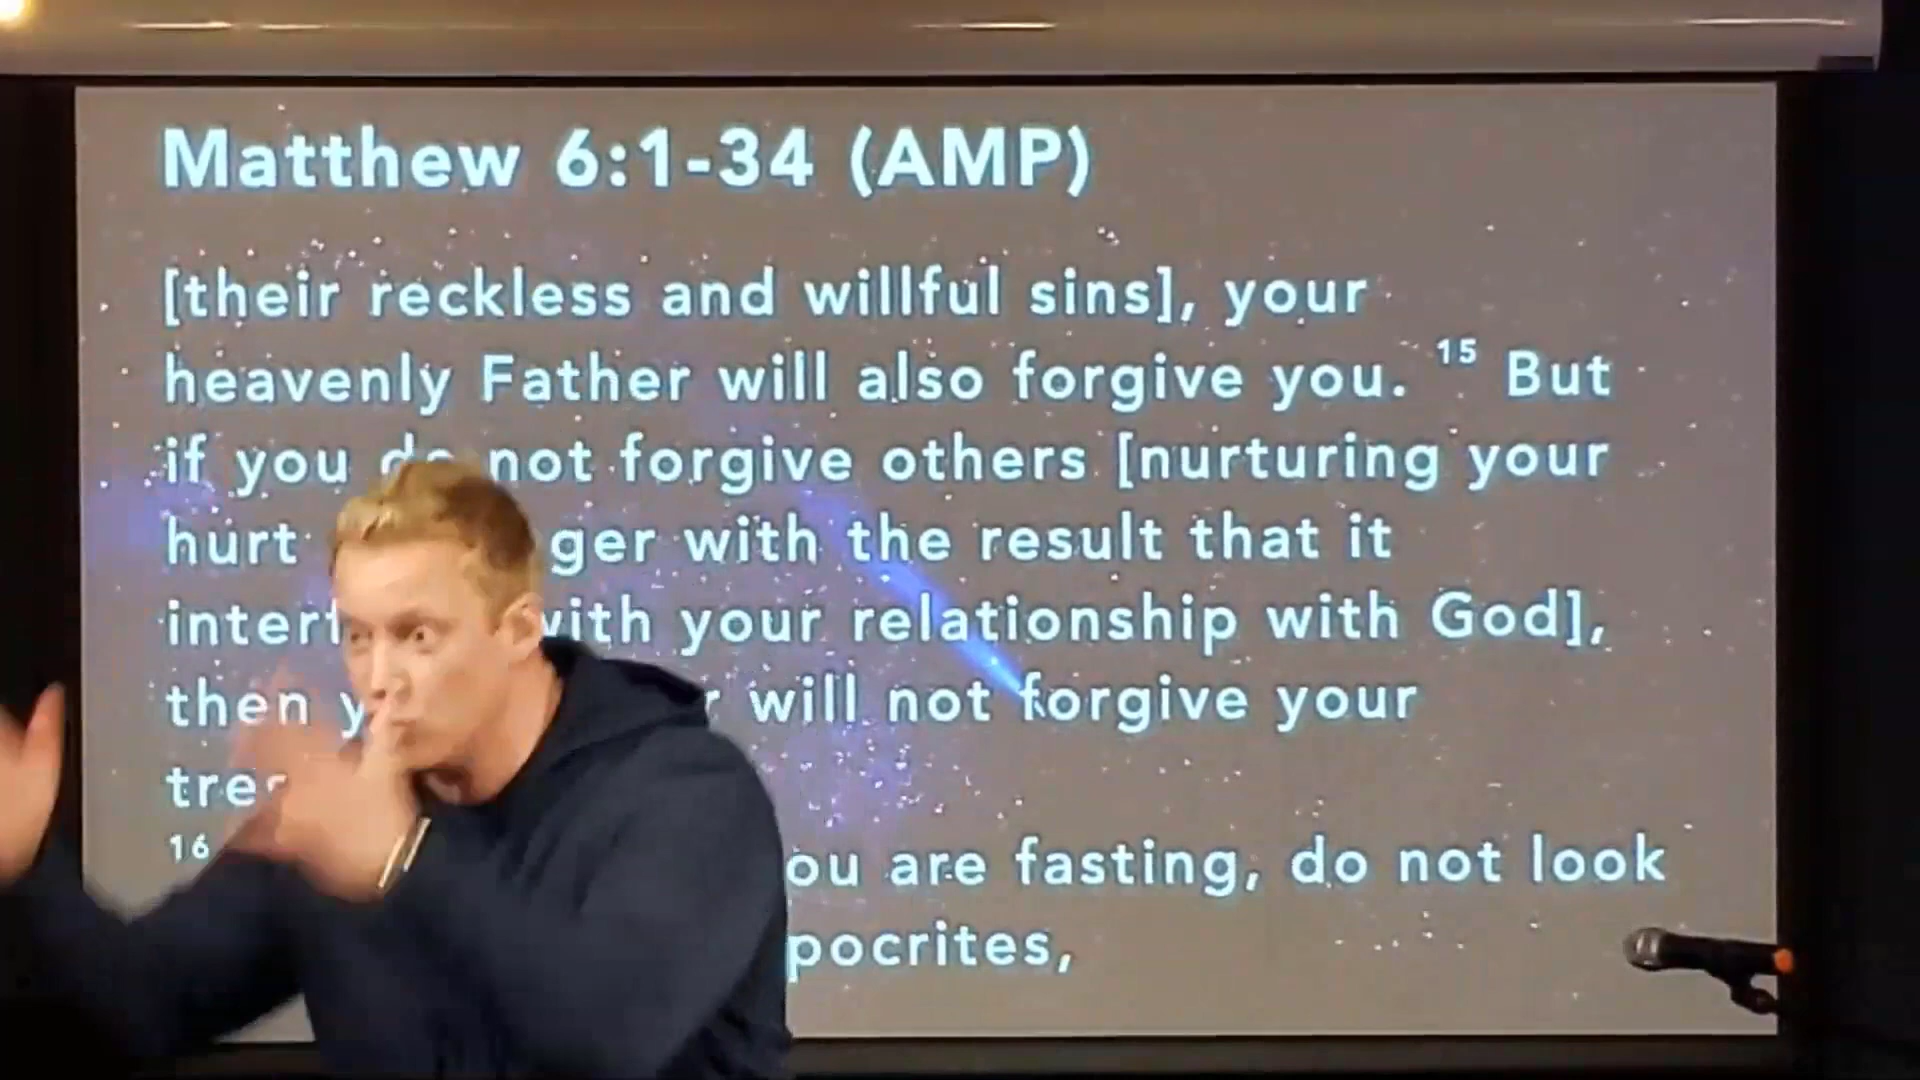 Matthew 6:1-34 (AMP)
[their reckless and willful sins], your
heavenly Father will also forgive you. 15 But
if you do not forgive others [nurturing your
hurt ger with the result that it
inter with your relationship with God],
then will not forgive your
16 ou are fasting, do not look
pocrites,